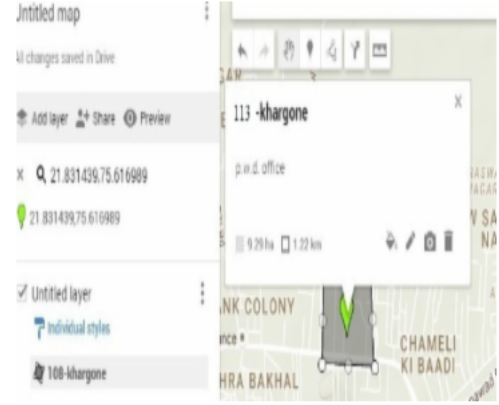 Untitled map
All changes saved in Drive
Add layer Share Preview
21.831439,75.616989
21.831439,75.616989
Untitled layer
Individual styles
108-khargone
113 -khargone
p.w.d. office
9.29 ha 1.22 km
NK COLONY
ance
HRA BAKHAL
CHAMELI
KI BAADI